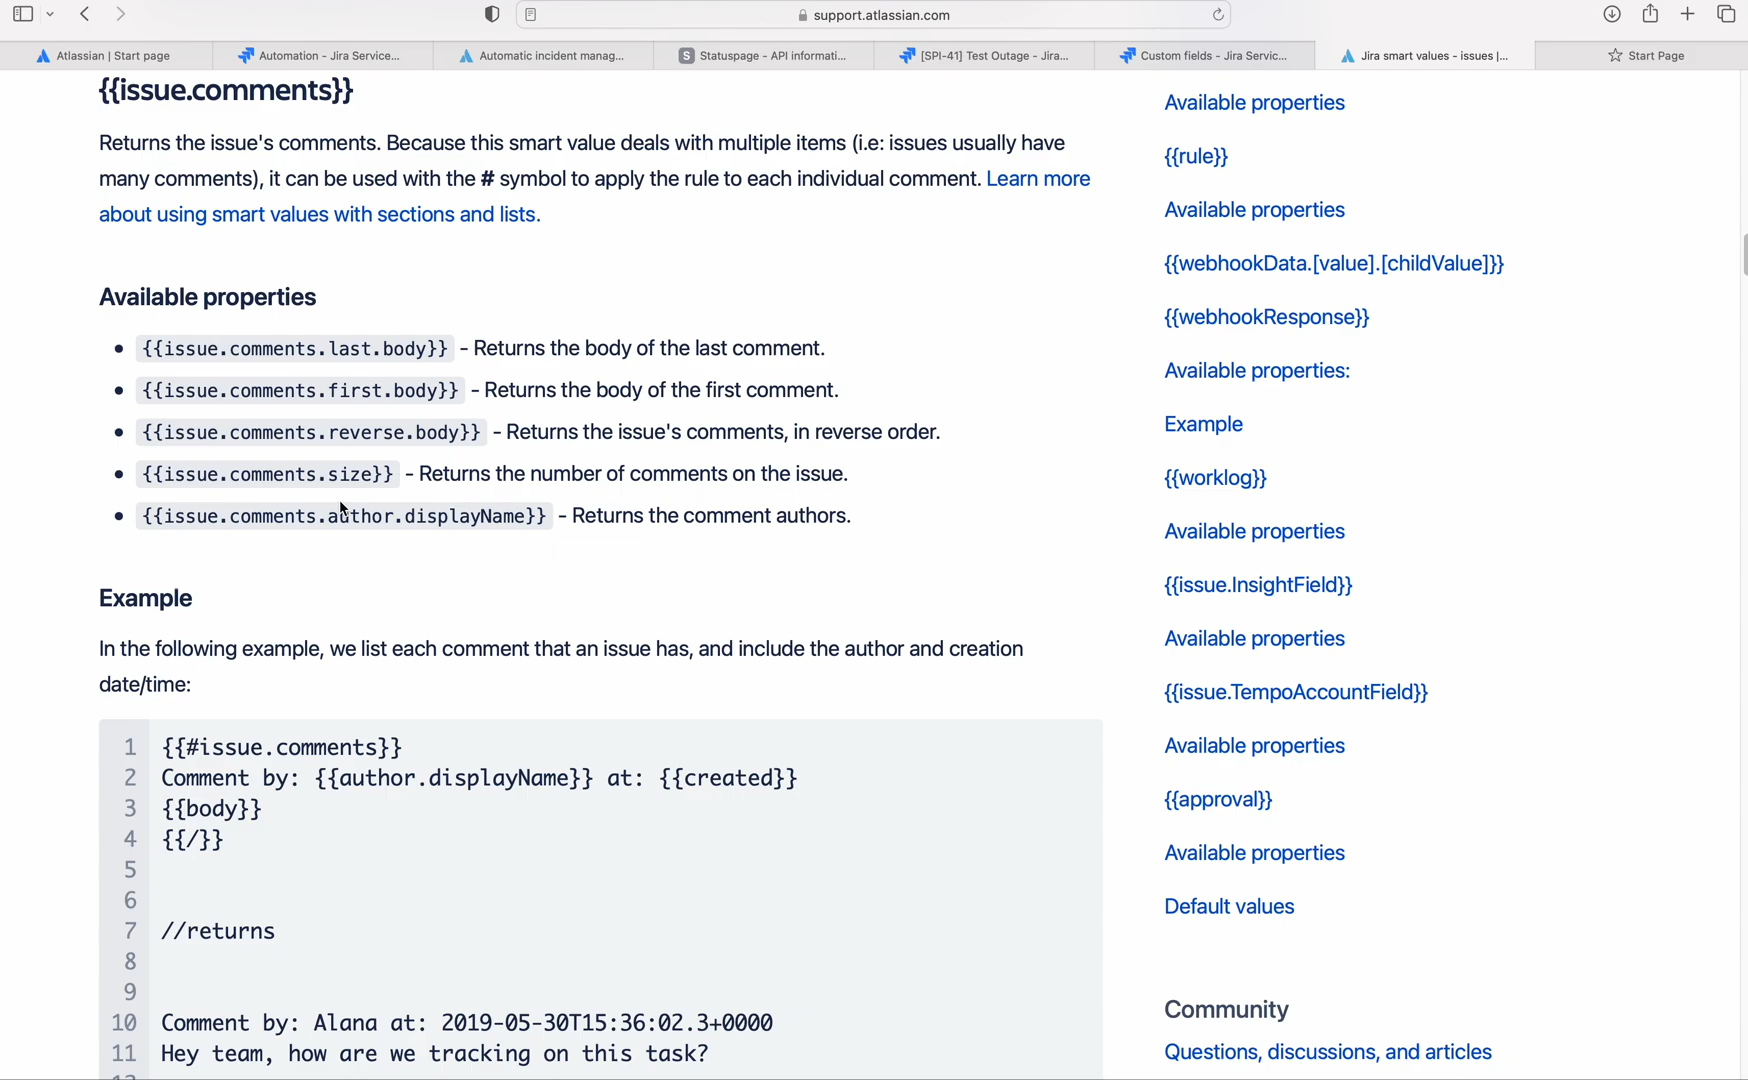 support.atlassian.com
Atlassian | Start page
Automation - Jira Service...
Automatic incident manag...
S Statuspage - API informati...
[SPI-41] Test Outage - Jira...
Custom fields - Jira Servic...
Jira smart values - issues |...
Start Page
{{issue.comments}}
Returns the issue's comments. Because this smart value deals with multiple items (i.e: issues usually have
many comments), it can be used with the # symbol to apply the rule to each individual comment. Learn more
about using smart values with sections and lists.
Available properties
• {{issue.comments.last.body}} - Returns the body of the last comment.
• {{issue.comments.first.body}} - Returns the body of the first comment.
• {{issue.comments.reverse.body}} - Returns the issue's comments, in reverse order.
• {{issue.comments.size}} - Returns the number of comments on the issue.
• {{issue.comments.author.displayName}} - Returns the comment authors.
Example
In the following example, we list each comment that an issue has, and include the author and creation
date/time:
1 {{#issue.comments}}
2 Comment by: {{author.displayName}} at: {{created}}
3 {{body}}
4 {{/}}
5
6
7 //returns
8
9
10 Comment by: Alana at: 2019-05-30T15:36:02.3+0000
11 Hey team, how are we tracking on this task?
Available properties
{{rule}}
Available properties
{{webhookData.[value].[childValue]}}
{{webhookResponse}}
Available properties:
Example
{{worklog}}
Available properties
{{issue.InsightField}}
Available properties
{{issue.TempoAccountField}}
Available properties
{{approval}}
Available properties
Default values
Community
Questions, discussions, and articles